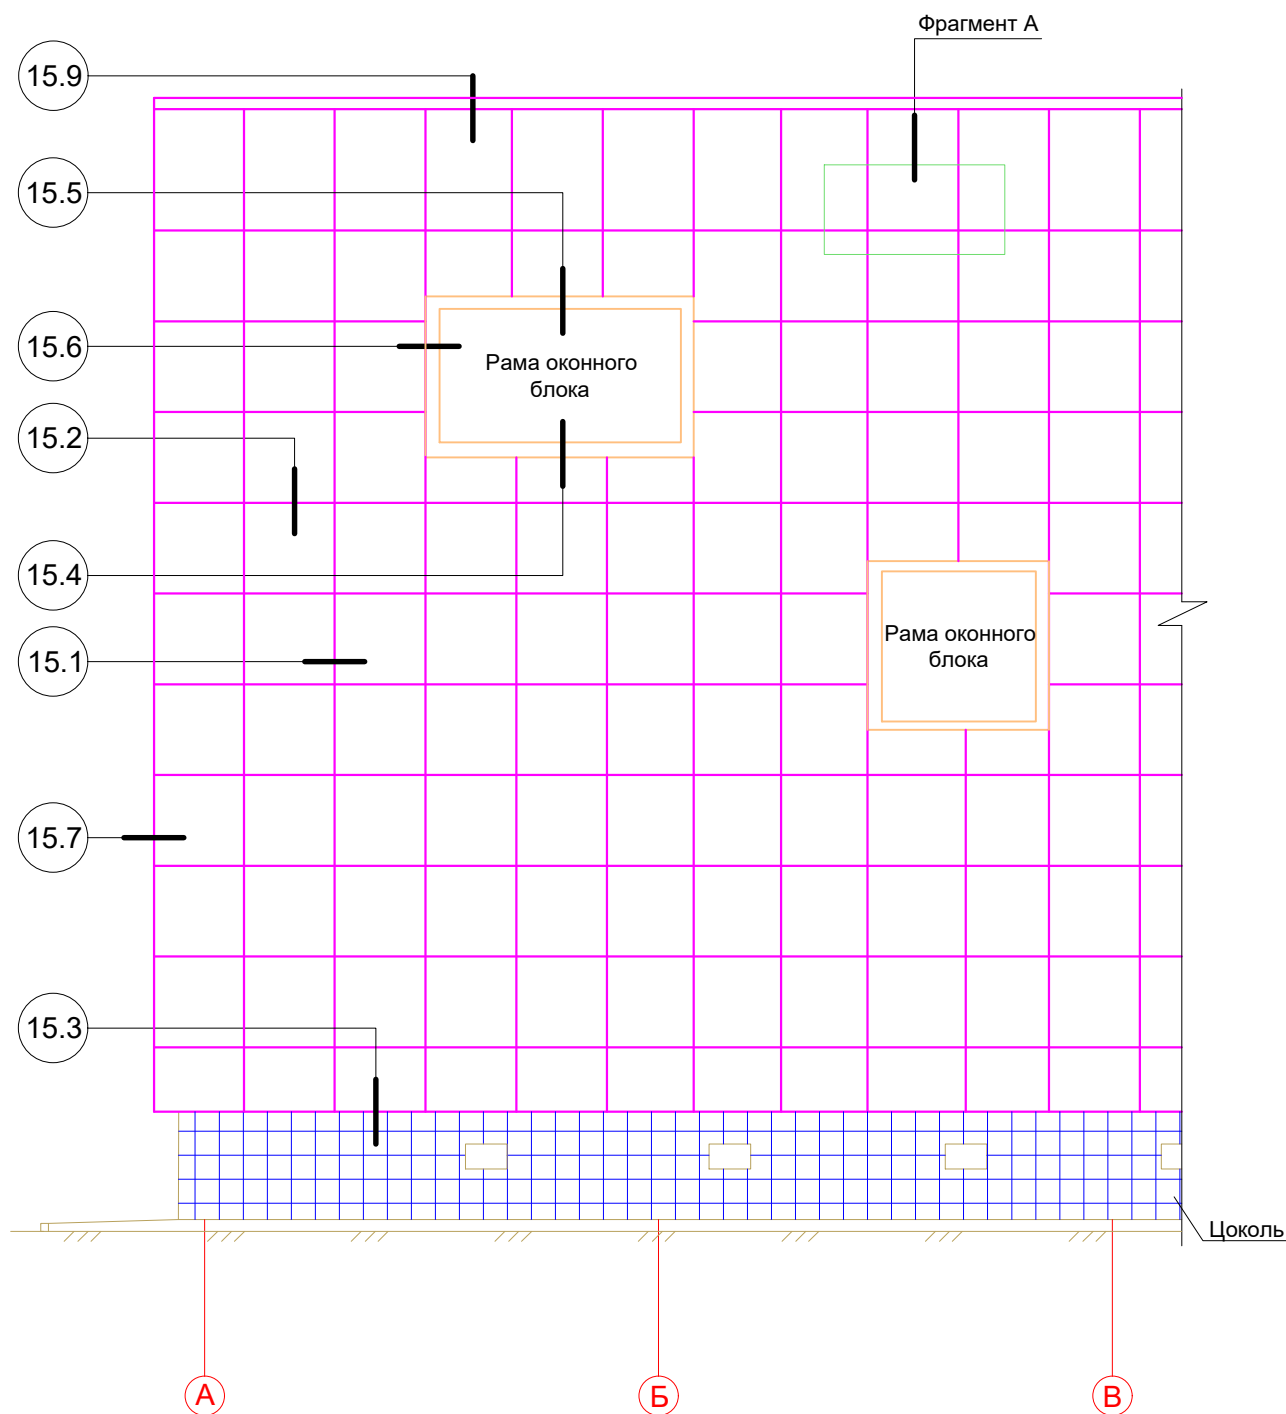 Фрагмент А
15.9
15.5
15.6
Рама оконного
блока
15.2
15.4
Рама оконного
блока
15.1
15.7
15.3
Цоколь
А
Б
В